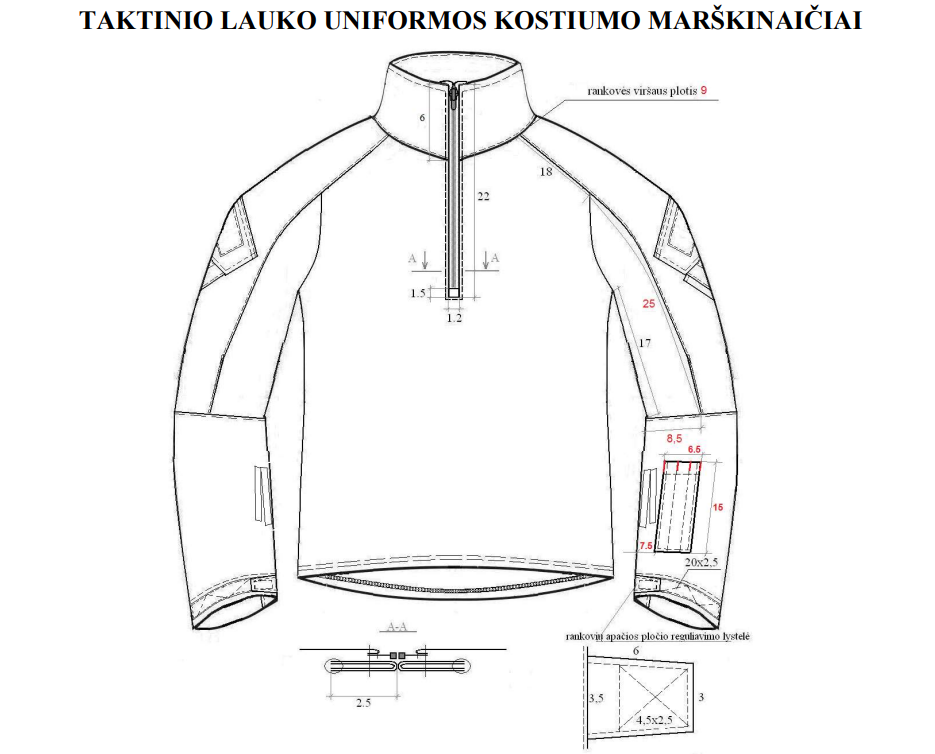 TAKTINIO LAUKO UNIFORMOS KOSTIUMO MARŠKINAIČIAI
rankovės viršaus plotis 9
6
18
22
A A
1.5
1.2
25
17
8,5
6.5
15
7.5
20x2,5
rankovių apačios pločio reguliavimo lystelė
A-A
2.5
6
3,5
3
4,5x2,5